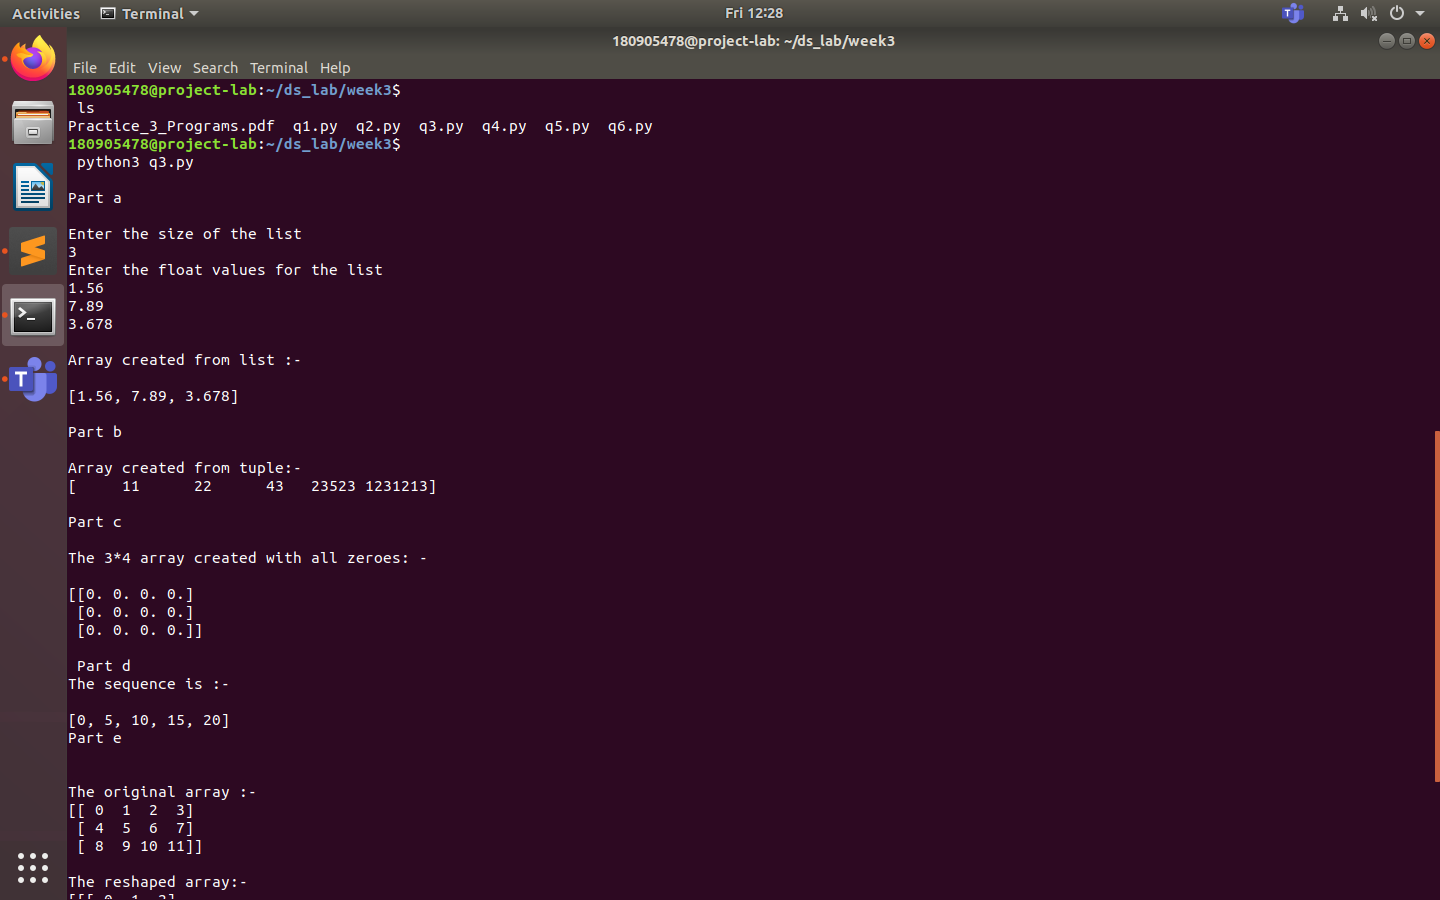 Activities Terminal Fri 12:28
180905478@project-lab: ~/ds_lab/week3
File Edit View Search Terminal Help
180905478@project-lab:~/ds_lab/week3$
ls
Practice_3_Programs.pdf q1.py q2.py q3.py q4.py q5.py q6.py
180905478@project-lab:~/ds_lab/week3$
python3 q3.py
Part a
Enter the size of the list
3
Enter the float values for the list
1.56
7.89
3.678
Array created from list :-
[1.56, 7.89, 3.678]
Part b
Array created from tuple:-
[     11      22      43   23523 1231213]
Part c
The 3*4 array created with all zeroes: -
[[0. 0. 0. 0.]
 [0. 0. 0. 0.]
 [0. 0. 0. 0.]]
Part d
The sequence is :-
[0, 5, 10, 15, 20]
Part e
The original array :-
[[ 0  1  2  3]
 [ 4  5  6  7]
 [ 8  9 10 11]]
The reshaped array:-